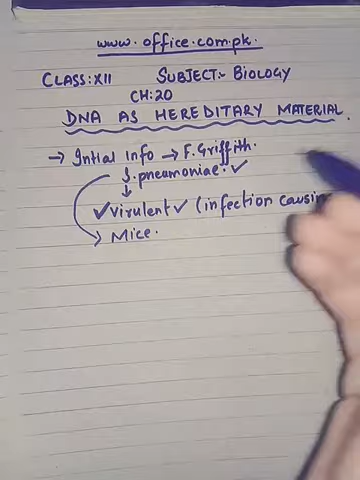 www.office.com.pk.
CLASS:XII SUBJECT:- BIOLOGY
CH:20
DNA AS HEREDITARY MATERIAL.
→ Intial Info → F. Griffith.
S. pneumoniae. ✓
↓
✓ virulent ✓ (infection causin
→ Mice.